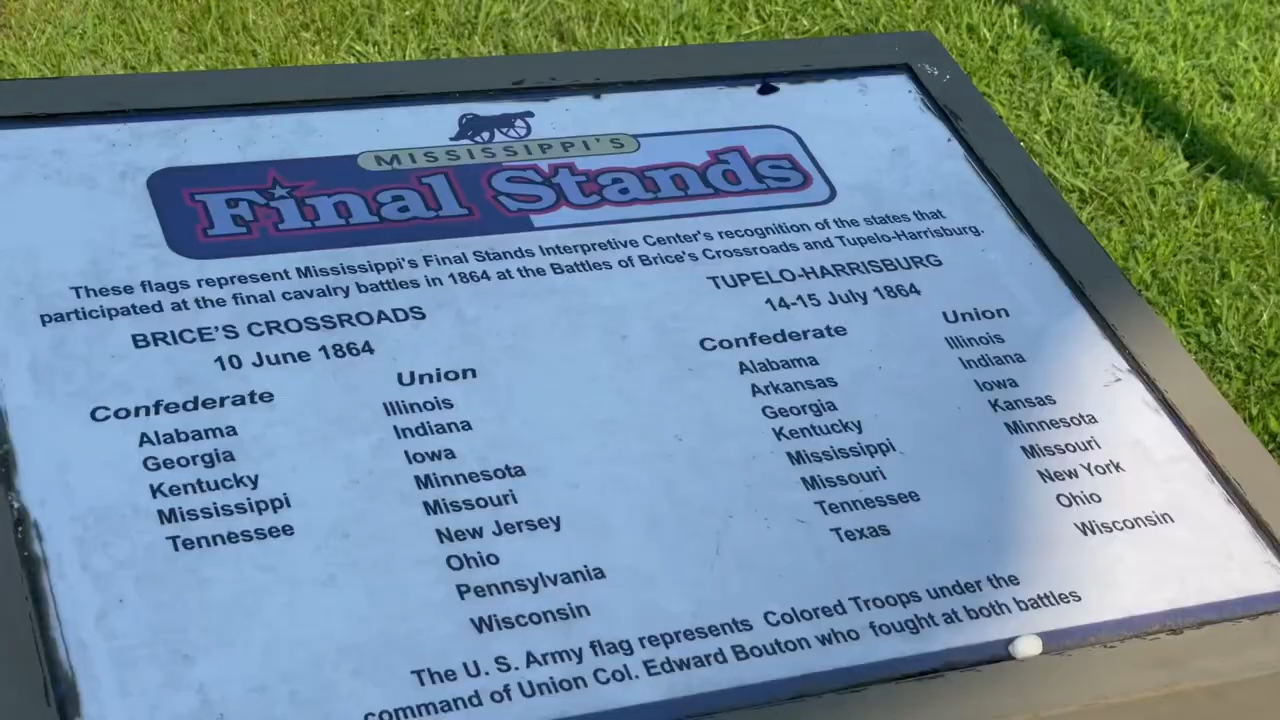 MISSISSIPPI'S
Final Stands
These flags represent Mississippi's Final Stands Interpretive Center's recognition of the states that
participated at the final cavalry battles in 1864 at the Battles of Brice's Crossroads and Tupelo-Harrisburg.
BRICE'S CROSSROADS
10 June 1864
Confederate
Alabama
Georgia
Kentucky
Mississippi
Tennessee
Union
Illinois
Indiana
Iowa
Minnesota
Missouri
New Jersey
Ohio
Pennsylvania
Wisconsin
TUPELO-HARRISBURG
14-15 July 1864
Confederate
Alabama
Arkansas
Georgia
Kentucky
Mississippi
Missouri
Tennessee
Texas
Union
Illinois
Indiana
Iowa
Kansas
Minnesota
Missouri
New York
Ohio
Wisconsin
The U. S. Army flag represents Colored Troops under the
command of Union Col. Edward Bouton who fought at both battles